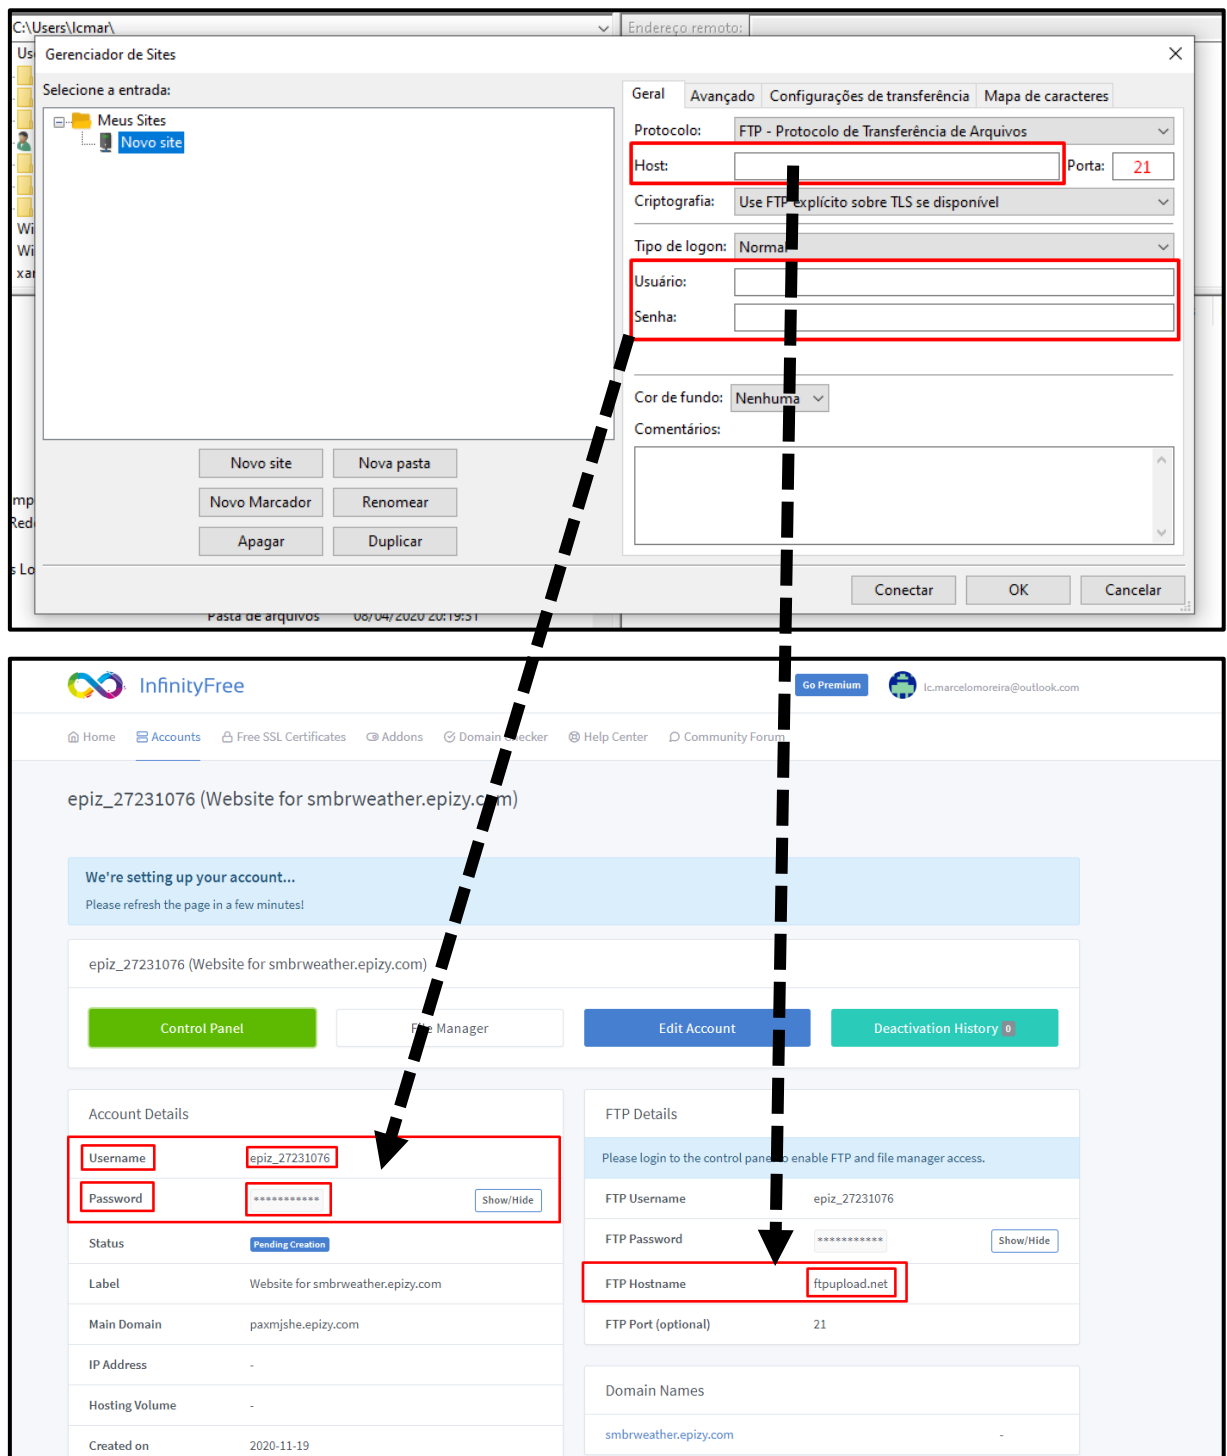 C:\Users\lcmar\
Endereço remoto:
Gerenciador de Sites
Selecione a entrada:
Meus Sites
Novo site
Geral Avançado Configurações de transferência Mapa de caracteres
Protocolo: FTP - Protocolo de Transferência de Arquivos
Host: Porta: 21
Criptografia: Use FTP explícito sobre TLS se disponível
Tipo de logon: Normal
Usuário:
Senha:
Cor de fundo: Nenhuma
Comentários:
Novo site Nova pasta
Novo Marcador Renomear
Apagar Duplicar
Conectar OK Cancelar
Pasta de arquivos 08/04/2020 20:19:31
InfinityFree
Go Premium lc.marcelomoreira@outlook.com
Home Accounts Free SSL Certificates Addons Domain Checker Help Center Community Forum
epiz_27231076 (Website for smbrweather.epizy.com)
We're setting up your account...
Please refresh the page in a few minutes!
epiz_27231076 (Website for smbrweather.epizy.com)
Control Panel File Manager Edit Account Deactivation History 0
Account Details
Username epiz_27231076
Password *********** Show/Hide
Status Pending Creation
Label Website for smbrweather.epizy.com
Main Domain paxmjshe.epizy.com
IP Address -
Hosting Volume -
Created on 2020-11-19
FTP Details
Please login to the control panel to enable FTP and file manager access.
FTP Username epiz_27231076
FTP Password *********** Show/Hide
FTP Hostname ftpupload.net
FTP Port (optional) 21
Domain Names
smbrweather.epizy.com -